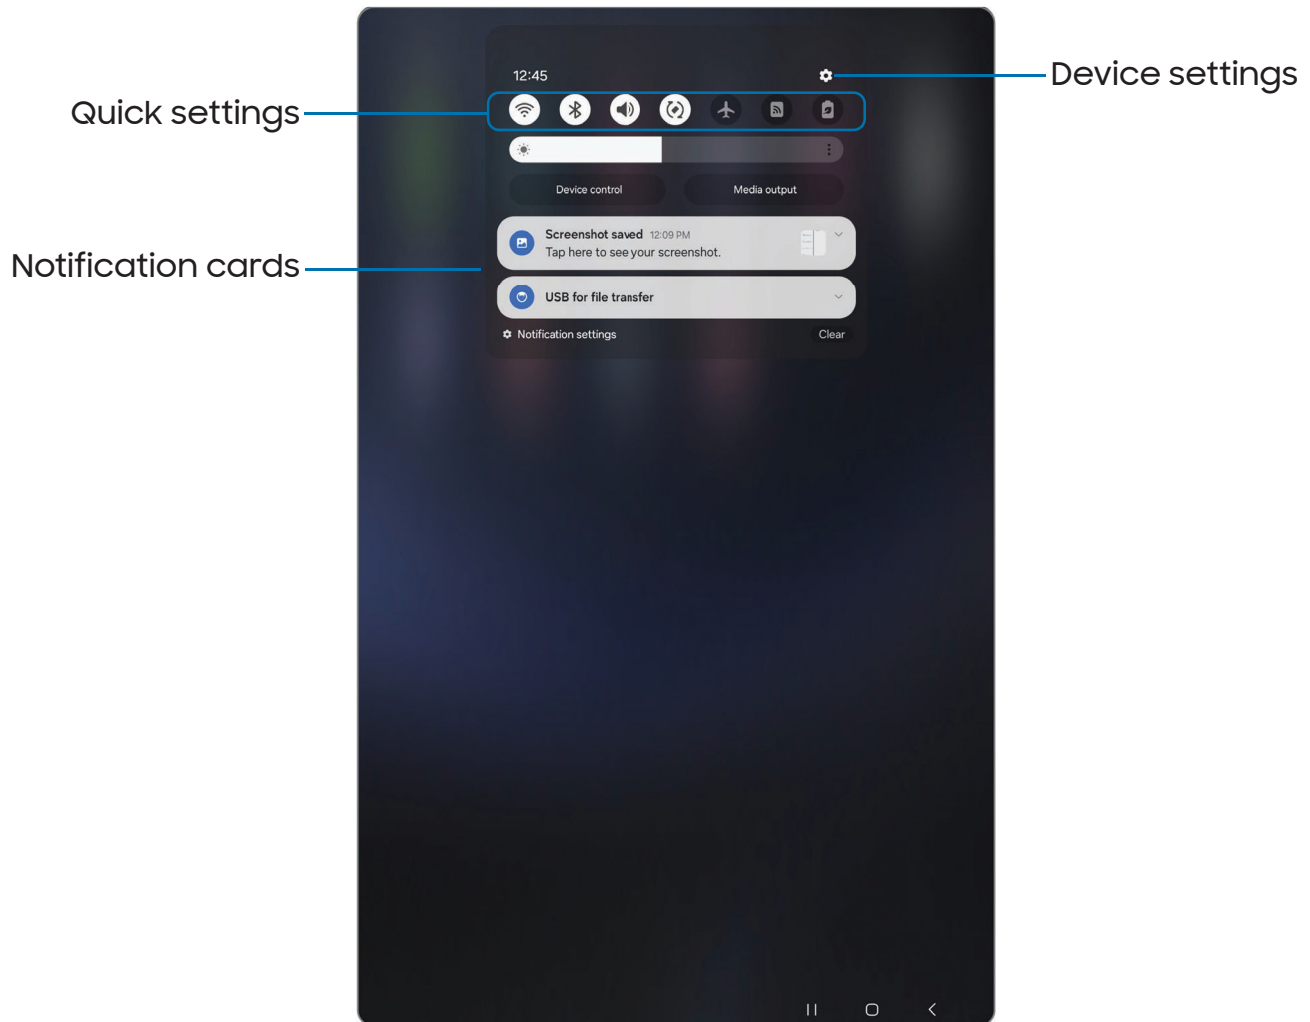 12:45
Device settings
Quick settings
Device control
Media output
Screenshot saved 12:09 PM
Tap here to see your screenshot.
Notification cards
USB for file transfer
Notification settings
Clear